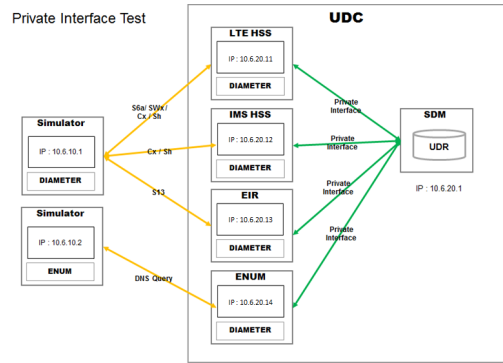 Private Interface Test
UDC
LTE HSS
IP : 10.6.20.11
DIAMETER
S6a/ SWx /
Cx / Sh
Private
Interface
Simulator
IP : 10.6.10.1
DIAMETER
Cx / Sh
IMS HSS
IP : 10.6.20.12
DIAMETER
Private
Interface
SDM
UDR
IP : 10.6.20.1
S13
EIR
IP : 10.6.20.13
DIAMETER
Private
Interface
Simulator
IP : 10.6.10.2
ENUM
Private
Interface
DNS Query
ENUM
IP : 10.6.20.14
DIAMETER